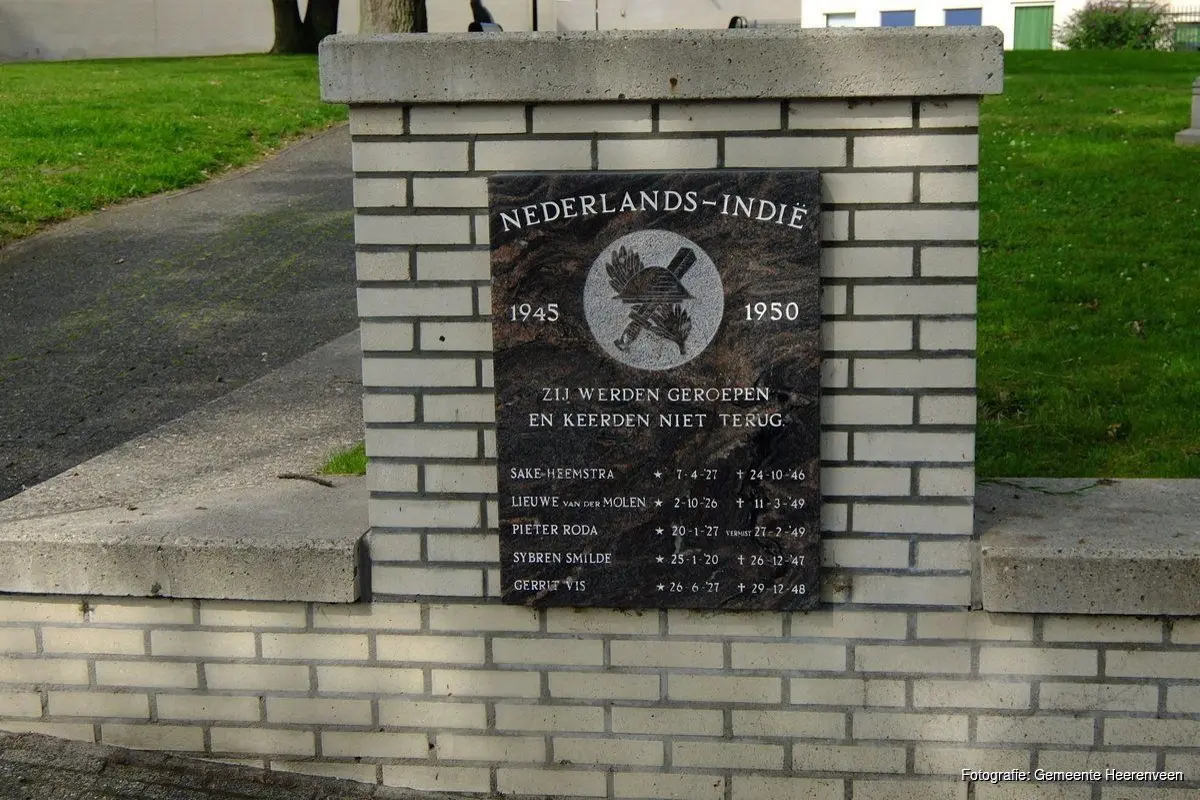 NEDERLANDS-INDIË
1945 1950
ZIJ WERDEN GEROEPEN
EN KEERDEN NIET TERUG.
SAKE HEEMSTRA ★ 7-4-'27 ✝ 24-10-'46
LIEUWE VAN DER MOLEN ★ 2-10-'26 ✝ 11-3-'49
PIETER RODA ★ 20-1-'27 VERMIST 27-2-'49
SYBREN SMILDE ★ 25-1-'20 ✝ 26-12-'47
GERRIT VIS ★ 26-6-'27 ✝ 29-12-'48
Fotografie: Gemeente Heerenveen